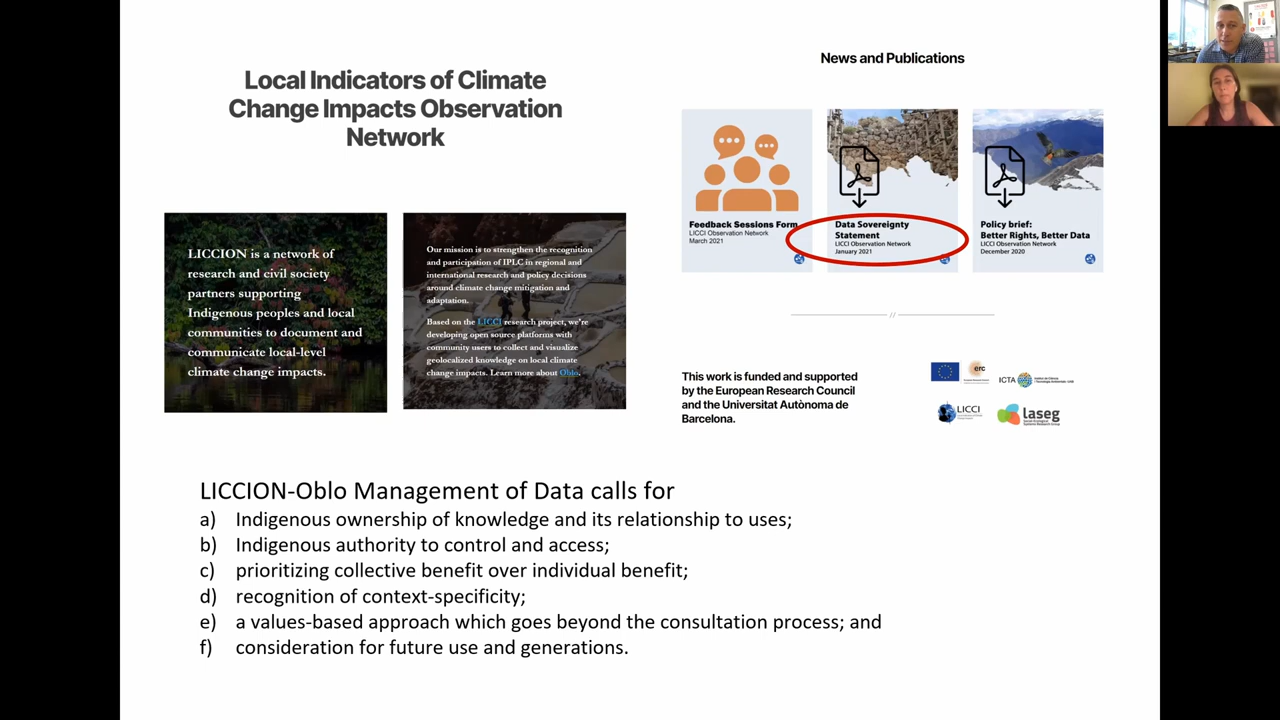 Local Indicators of Climate
Change Impacts Observation
Network
LICCION is a network of
research and civil society
partners supporting
Indigenous peoples and local
communities to document and
communicate local-level
climate change impacts.
Our mission is to strengthen the recognition
and participation of IPLC in regional and
international research and policy decisions
around climate change mitigation and
adaptation.
Based on the LICCI research project, we're
developing open source platforms with
community users to collect and visualize
geolocalized knowledge on local climate
change impacts. Learn more about Oblo.
News and Publications
Feedback Sessions Form
LICCI Observation Network
March 2021
Data Sovereignty
Statement
LICCI Observation Network
January 2021
Policy brief:
Better Rights, Better Data
LICCI Observation Network
December 2020
This work is funded and supported
by the European Research Council
and the Universitat Autònoma de
Barcelona.
erc
ICTA
LICCI
laseg
LICCION-Oblo Management of Data calls for
a) Indigenous ownership of knowledge and its relationship to uses;
b) Indigenous authority to control and access;
c) prioritizing collective benefit over individual benefit;
d) recognition of context-specificity;
e) a values-based approach which goes beyond the consultation process; and
f) consideration for future use and generations.